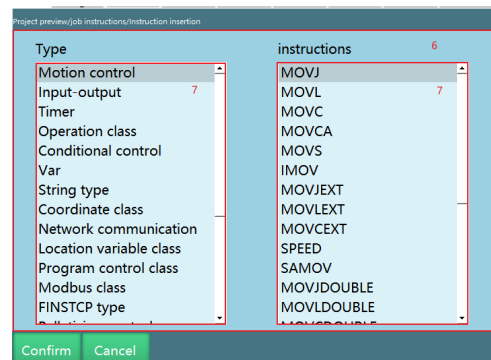 Project preview/job instructions/Instruction insertion
Type
instructions
6
Motion control
Input-output
7
Timer
Operation class
Conditional control
Var
String type
Coordinate class
Network communication
Location variable class
Program control class
Modbus class
FINSTCP type
MOVJ
MOVL
7
MOVC
MOVCA
MOVS
IMOV
MOVJEXT
MOVLEXT
MOVCEXT
SPEED
SAMOV
MOVJDOUBLE
MOVLDOUBLE
MOVCDOUBLE
Confirm
Cancel